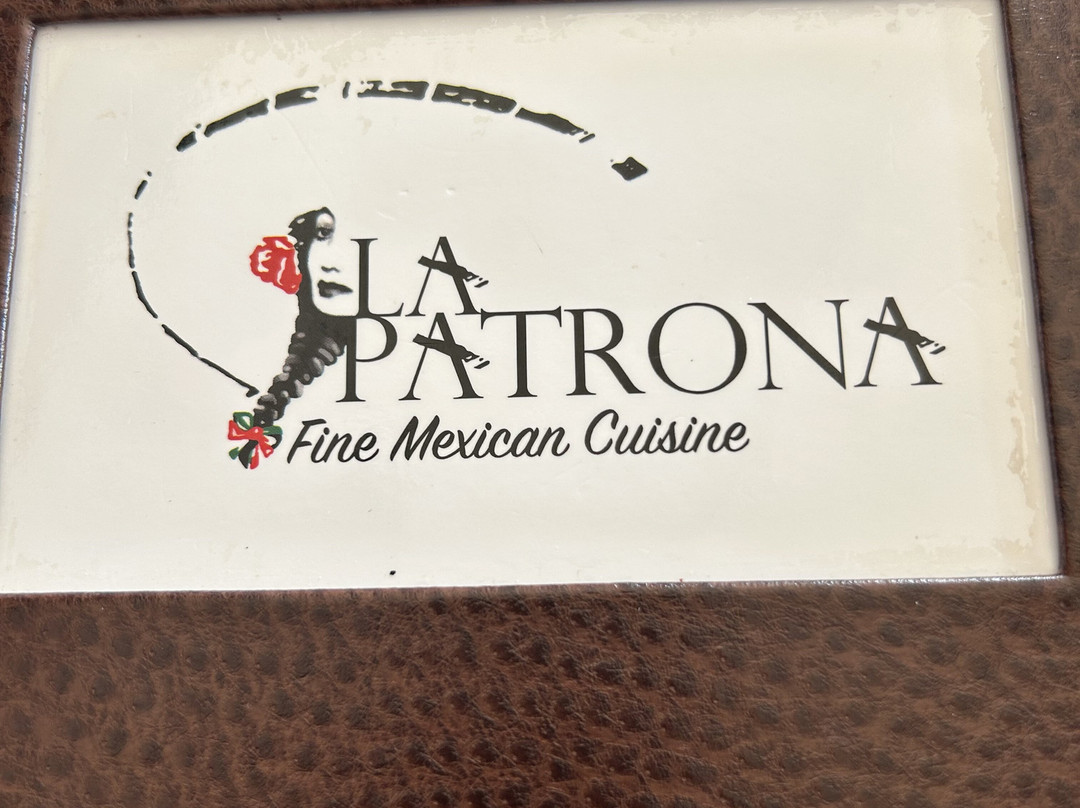 LA
PATRONA
Fine Mexican Cuisine